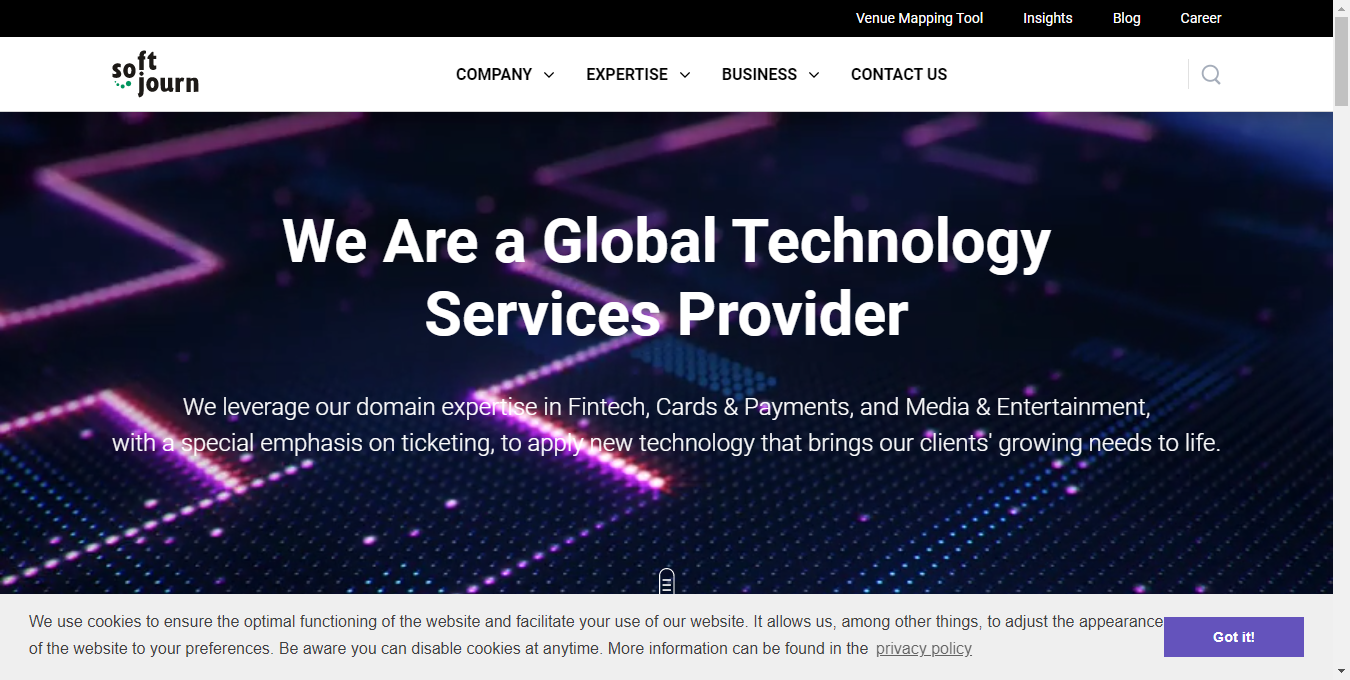 Venue Mapping Tool Insights Blog Career
soft
journ
COMPANY EXPERTISE BUSINESS CONTACT US
We Are a Global Technology
Services Provider
We leverage our domain expertise in Fintech, Cards & Payments, and Media & Entertainment,
with a special emphasis on ticketing, to apply new technology that brings our clients' growing needs to life.
We use cookies to ensure the optimal functioning of the website and facilitate your use of our website. It allows us, among other things, to adjust the appearance
of the website to your preferences. Be aware you can disable cookies at anytime. More information can be found in the privacy policy
Got it!